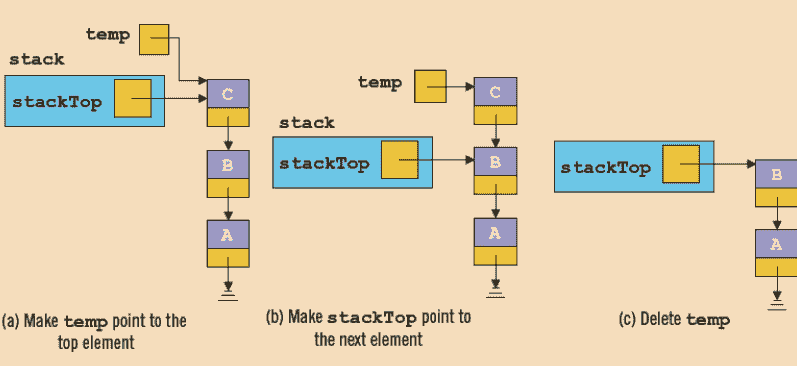 temp
stack
stackTop
C
B
A
(a) Make temp point to the
top element
temp
stack
stackTop
C
B
A
(b) Make stackTop point to
the next element
stackTop
B
A
(c) Delete temp